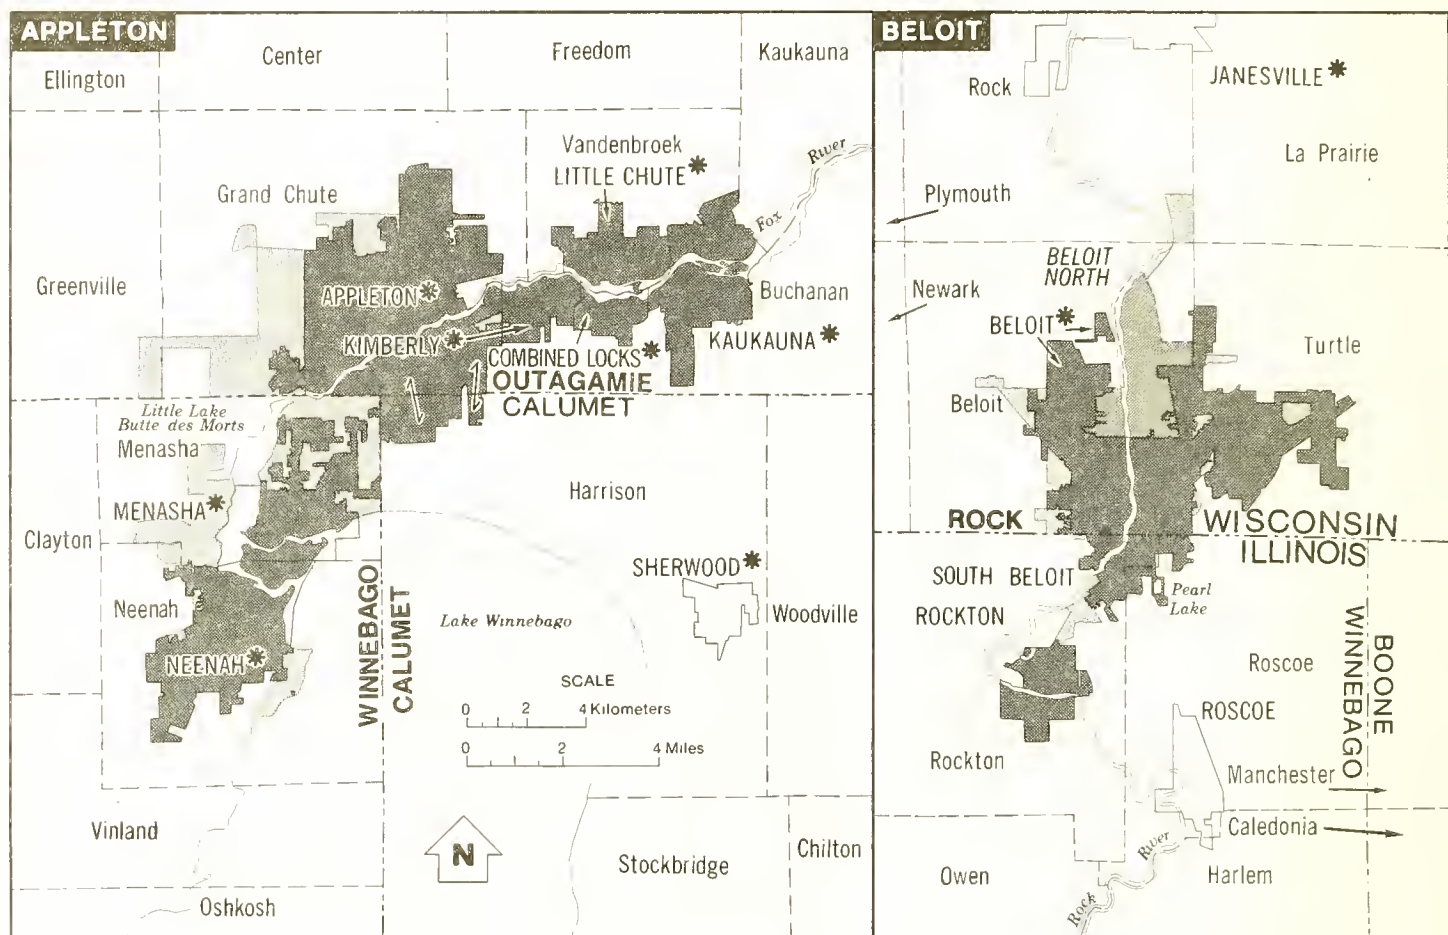 APPLETON
Ellington
Center
Freedom
Kaukauna
Vandenbroek
LITTLE CHUTE*
River
Fox
Grand Chute
Greenville
APPLETON*
KIMBERLY*
COMBINED LOCKS*
Buchanan
KAUKAUNA*
OUTAGAMIE
CALUMET
Little Lake
Butte des Morts
Menasha
MENASHA*
Clayton
Harrison
SHERWOOD*
Woodville
Neenah
NEENAH*
WINNEBAGO
CALUMET
Lake Winnebago
SCALE
0 2 4 Kilometers
0 2 4 Miles
Vinland
N
Stockbridge
Chilton
Oshkosh
BELOIT
Rock
JANESVILLE*
La Prairie
Plymouth
BELOIT
NORTH
Newark
BELOIT*
Turtle
Beloit
ROCK
WISCONSIN
ILLINOIS
SOUTH BELOIT
Pearl
Lake
ROCKTON
Roscoe
WINNEBAGO
BOONE
ROSCOE
Rockton
Manchester
Caledonia
River
Rock
Owen
Harlem